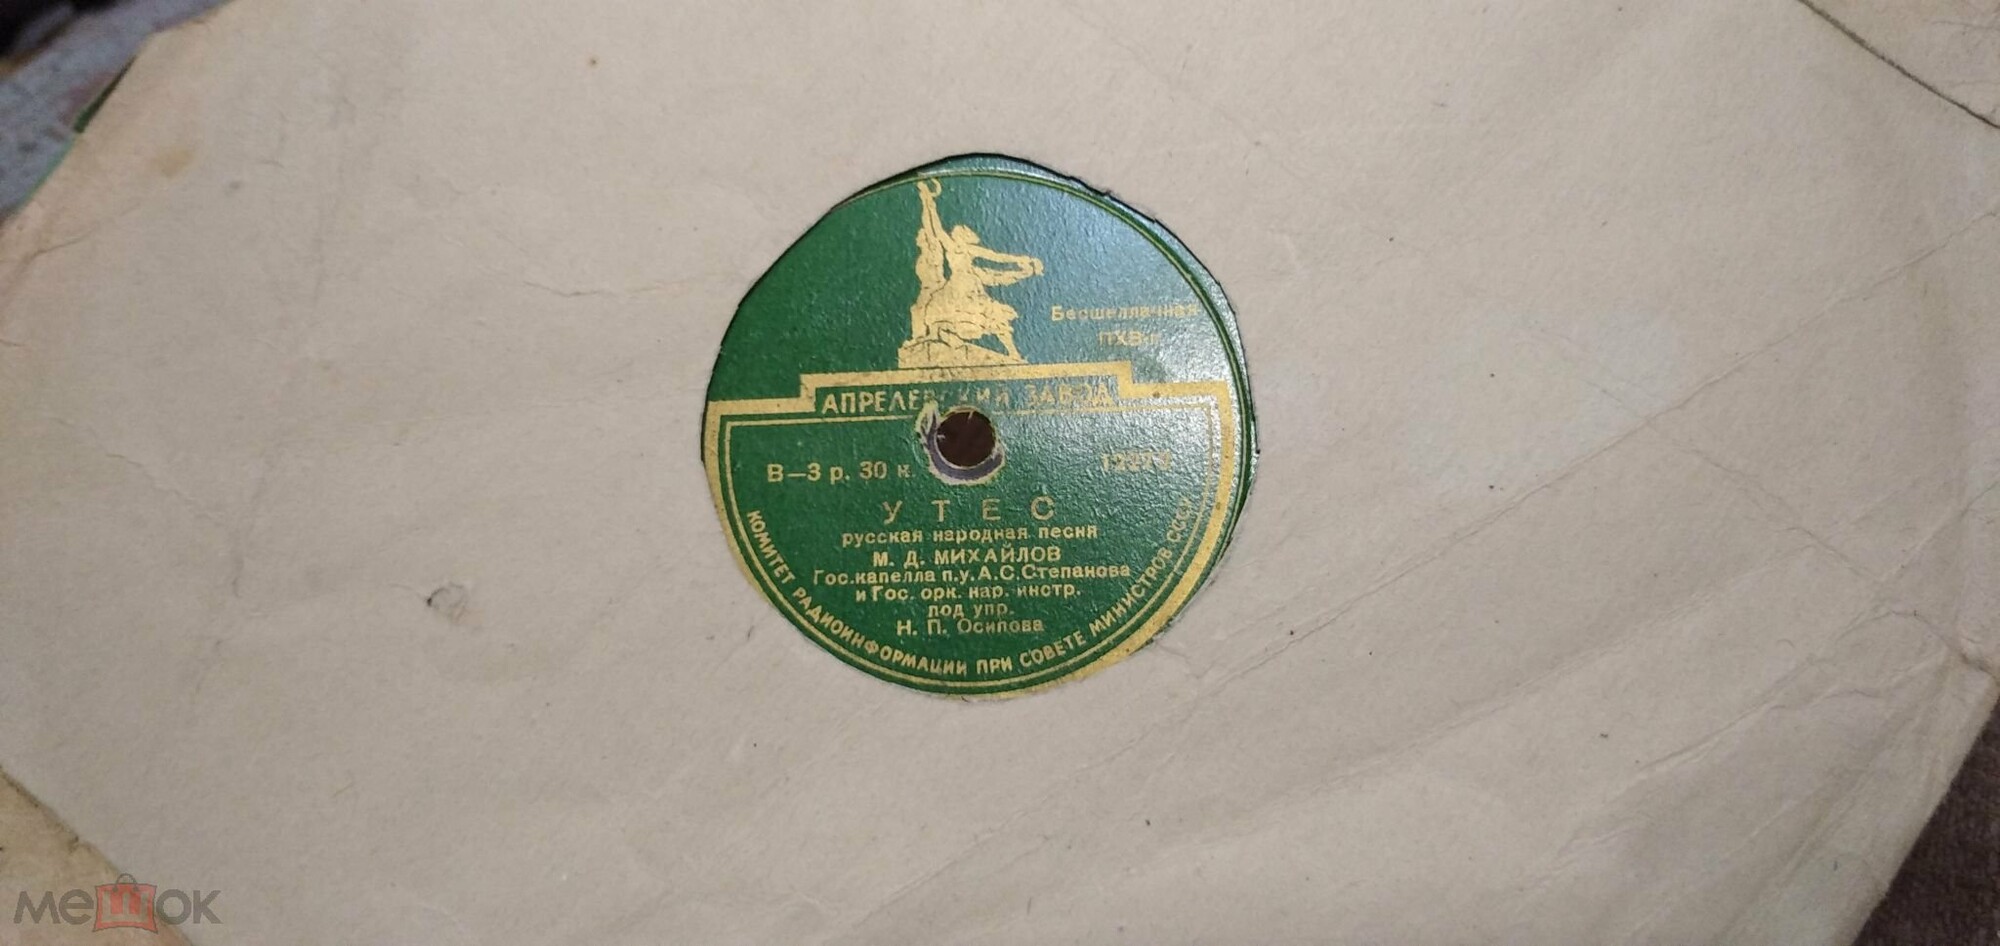 Бесшеллачная
АПРЕЛЕВСКИЙ ЗАВОД
В—3 р. 30 к.
УТЕС
русская народная песня
М. Д. МИХАЙЛОВ
Гос. капелла п. у. А. С. Степанова
и Гос. орк. нар. инстр.
под упр.
Н. П. Осипова
КОМИТЕТ РАДИОИНФОРМАЦИИ ПРИ СОВЕТЕ МИНИСТРОВ СССР
мешок